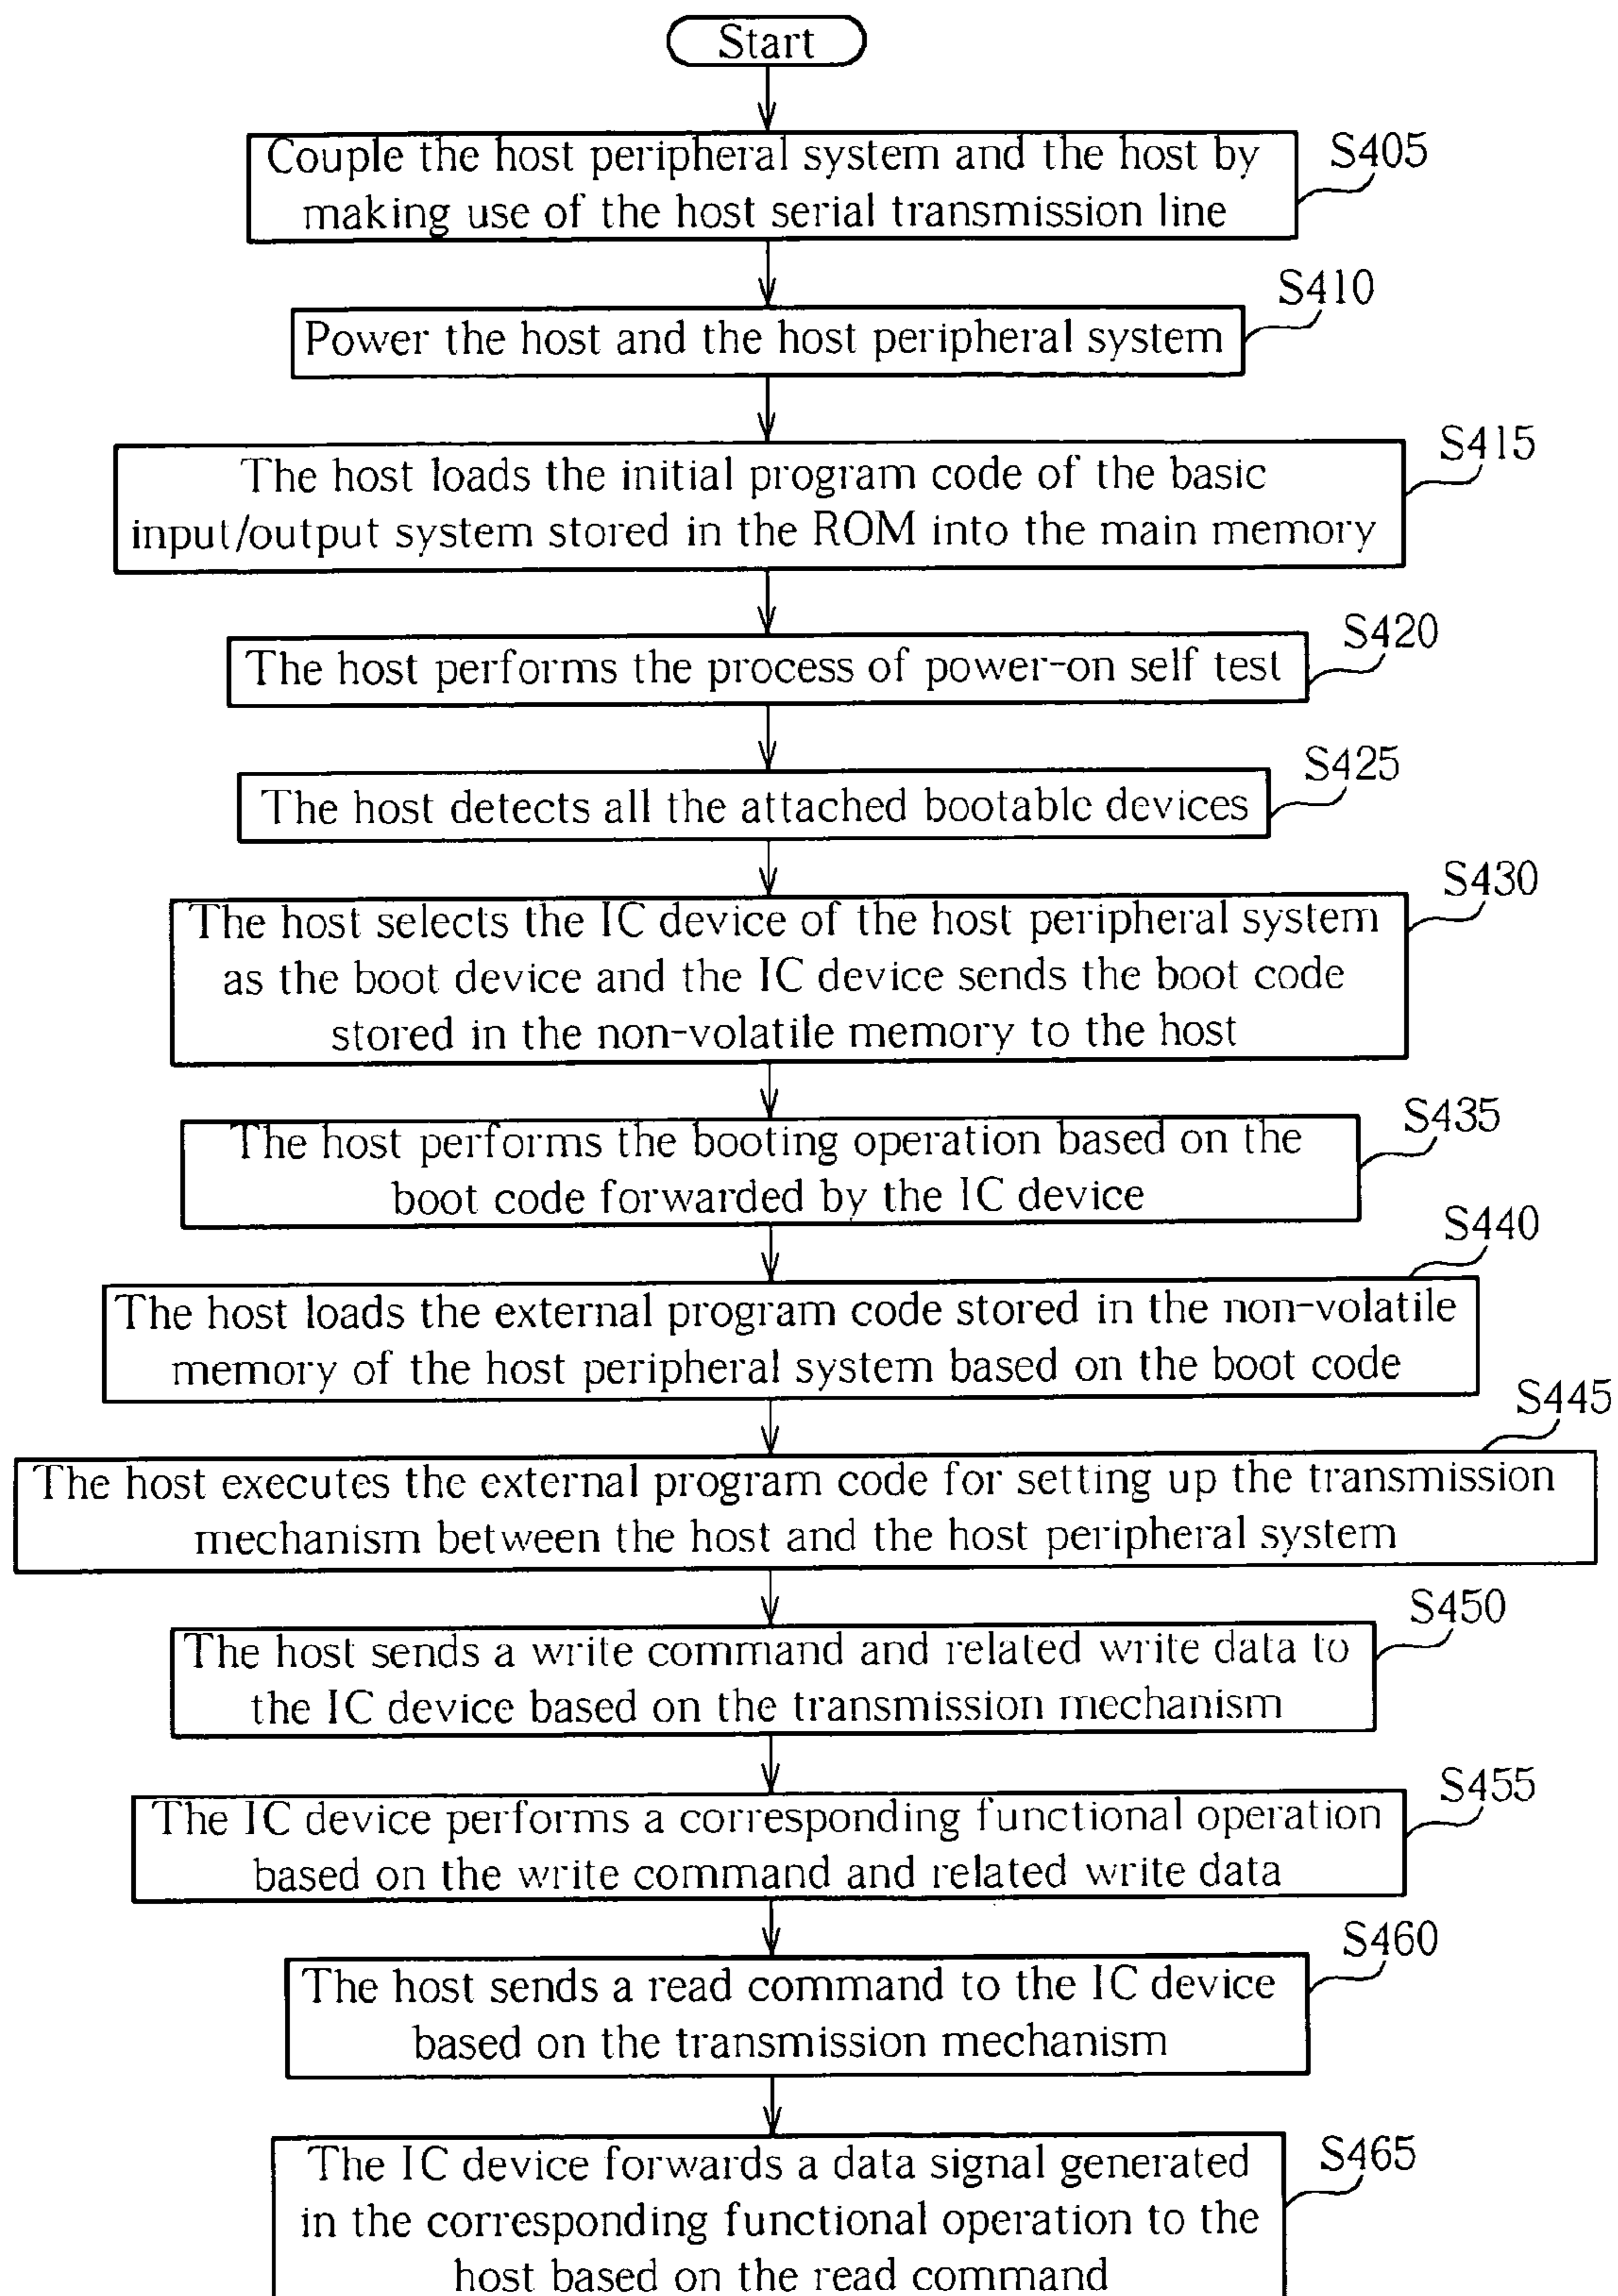 Start
Couple the host peripheral system and the host by
making use of the host serial transmission line
S405
Power the host and the host peripheral system
S410
The host loads the initial program code of the basic
input/output system stored in the ROM into the main memory
S415
The host performs the process of power-on self test
S420
The host detects all the attached bootable devices
S425
The host selects the IC device of the host peripheral system
as the boot device and the IC device sends the boot code
stored in the non-volatile memory to the host
S430
The host performs the booting operation based on the
boot code forwarded by the IC device
S435
The host loads the external program code stored in the non-volatile
memory of the host peripheral system based on the boot code
S440
The host executes the external program code for setting up the transmission
mechanism between the host and the host peripheral system
S445
The host sends a write command and related write data to
the IC device based on the transmission mechanism
S450
The IC device performs a corresponding functional operation
based on the write command and related write data
S455
The host sends a read command to the IC device
based on the transmission mechanism
S460
The IC device forwards a data signal generated
in the corresponding functional operation to the
host based on the read command
S465